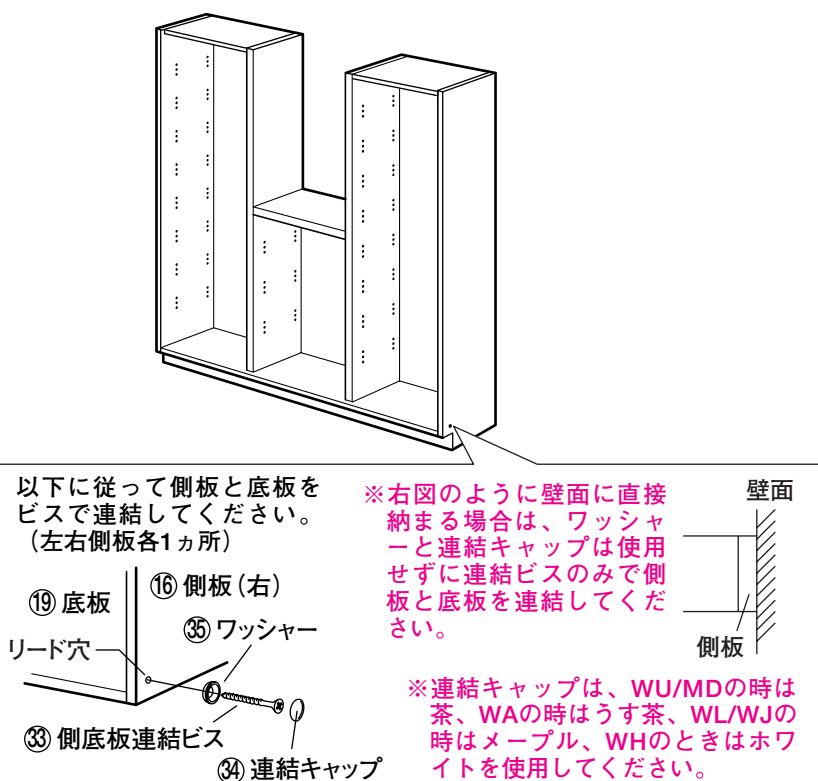 以下に従って側板と底板を
ビスで連結してください。
（左右側板各1ヵ所）
⑲ 底板
⑯ 側板（右）
㉟ ワッシャー
リード穴
㉝ 側底板連結ビス
㉞ 連結キャップ
※右図のように壁面に直接
納まる場合は、ワッシャ
ーと連結キャップは使用
せずに連結ビスのみで側
板と底板を連結してくだ
さい。
壁面
側板
※連結キャップは、WU/MDの時は
茶、WAの時はうす茶、WL/WJの
時はメープル、WHのときはホワ
イトを使用してください。